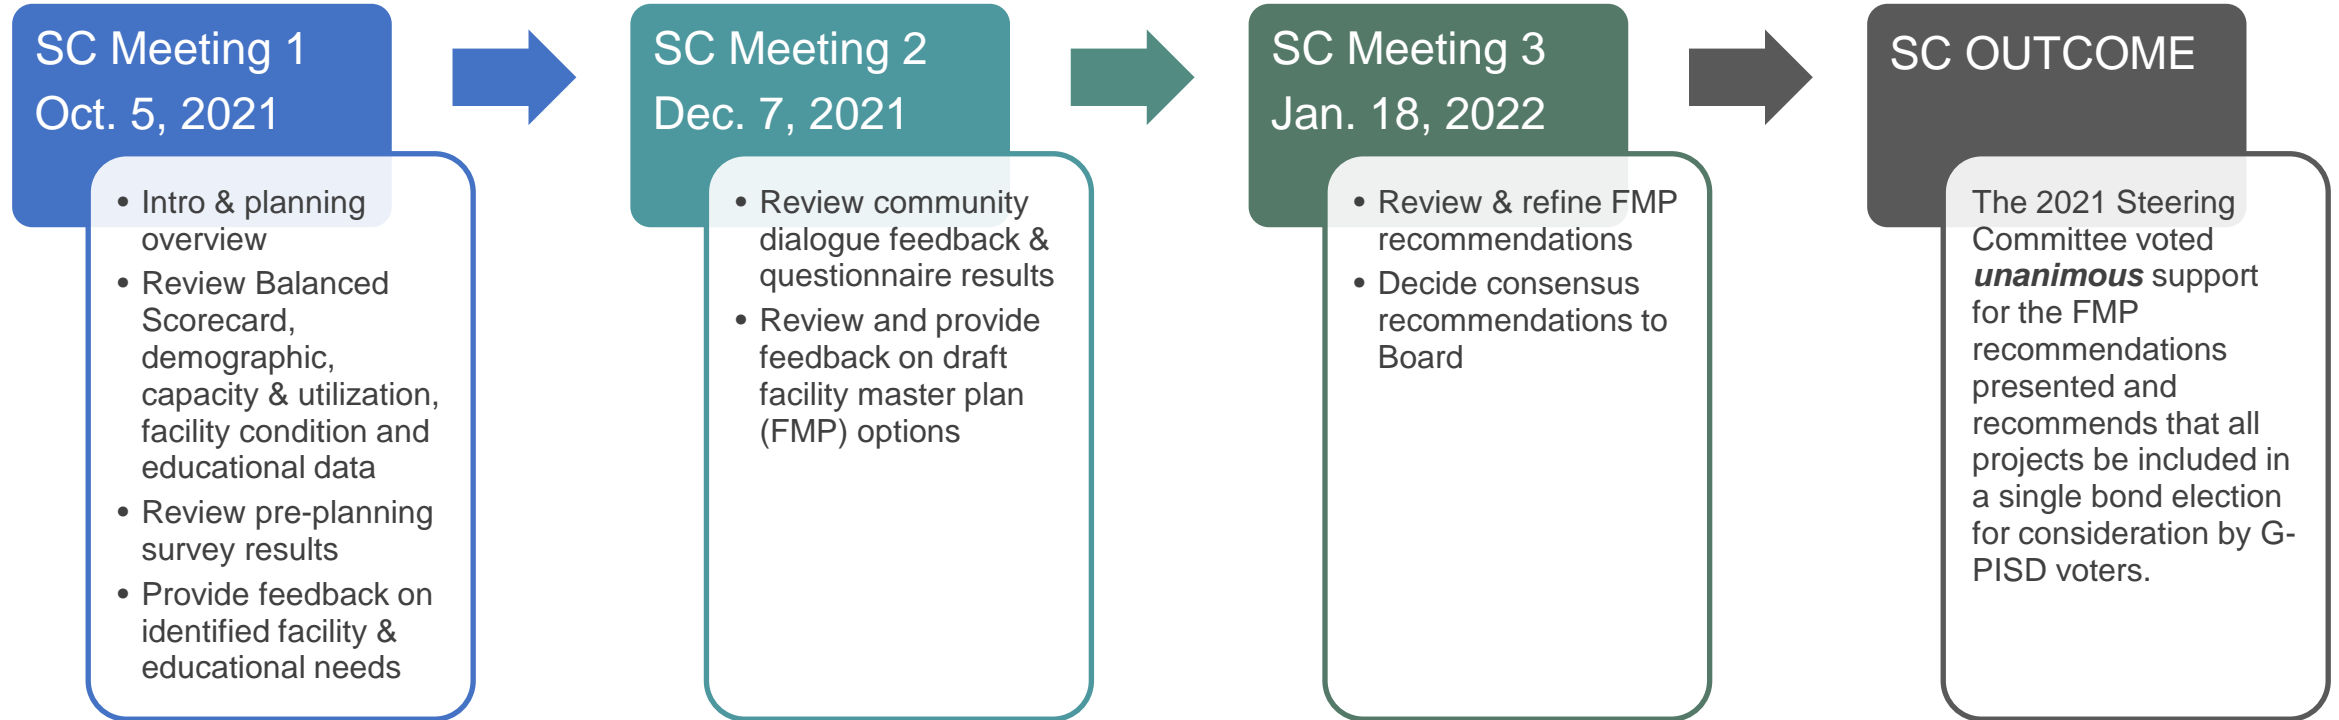 SC Meeting 1
Oct. 5, 2021
• Intro & planning
overview
• Review Balanced
Scorecard,
demographic,
capacity & utilization,
facility condition and
educational data
• Review pre-planning
survey results
• Provide feedback on
identified facility &
educational needs
SC Meeting 2
Dec. 7, 2021
• Review community
dialogue feedback &
questionnaire results
• Review and provide
feedback on draft
facility master plan
(FMP) options
SC Meeting 3
Jan. 18, 2022
• Review & refine FMP
recommendations
• Decide consensus
recommendations to
Board
SC OUTCOME
The 2021 Steering
Committee voted
unanimous support
for the FMP
recommendations
presented and
recommends that all
projects be included in
a single bond election
for consideration by G-
PISD voters.